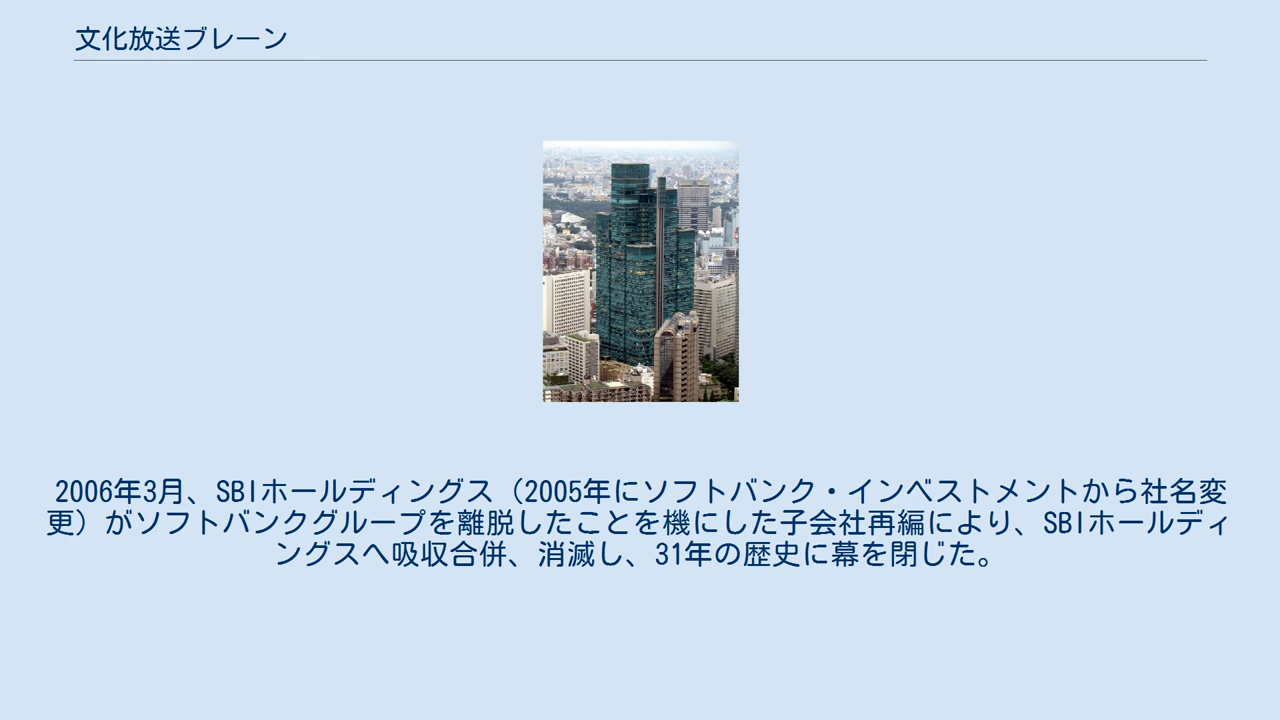 文化放送ブレーン
2006年3月、SBIホールディングス（2005年にソフトバンク・インベストメントから社名変
更）がソフトバンクグループを離脱したことを機にした子会社再編により、SBIホールディ
ングスへ吸収合併、消滅し、31年の歴史に幕を閉じた。